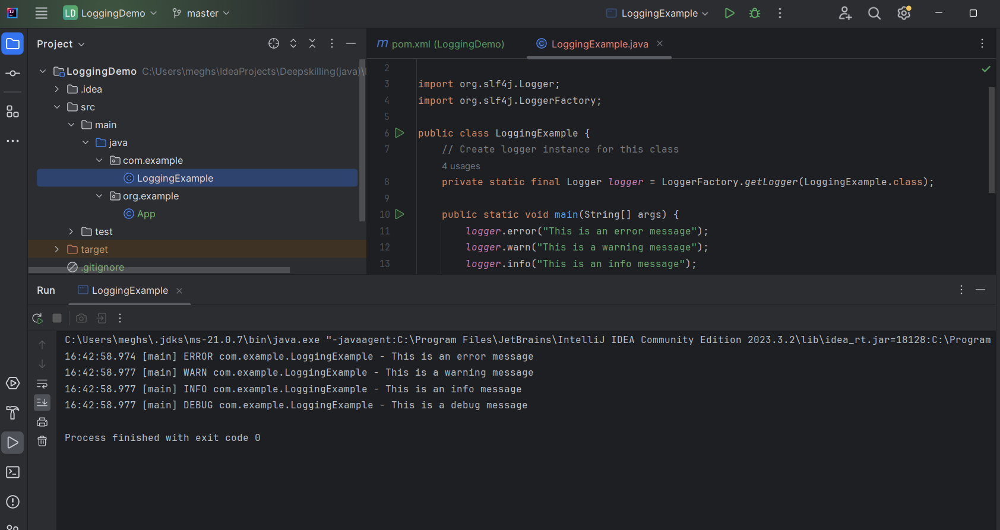 LD LoggingDemo master LoggingExample
Project
pom.xml (LoggingDemo) LoggingExample.java
LoggingDemo C:\Users\meghs\IdeaProjects\Deepskilling(java)\
.idea
src
main
java
com.example
LoggingExample
org.example
App
test
target
.gitignore
2
3 import org.slf4j.Logger;
4 import org.slf4j.LoggerFactory;
5
6 public class LoggingExample {
7 // Create logger instance for this class
4 usages
8 private static final Logger logger = LoggerFactory.getLogger(LoggingExample.class);
9
10 public static void main(String[] args) {
11 logger.error("This is an error message");
12 logger.warn("This is a warning message");
13 logger.info("This is an info message");
Run LoggingExample
C:\Users\meghs\.jdks\ms-21.0.7\bin\java.exe "-javaagent:C:\Program Files\JetBrains\IntelliJ IDEA Community Edition 2023.3.2\lib\idea_rt.jar=18128:C:\Program
16:42:58.974 [main] ERROR com.example.LoggingExample - This is an error message
16:42:58.977 [main] WARN com.example.LoggingExample - This is a warning message
16:42:58.977 [main] INFO com.example.LoggingExample - This is an info message
16:42:58.977 [main] DEBUG com.example.LoggingExample - This is a debug message
Process finished with exit code 0